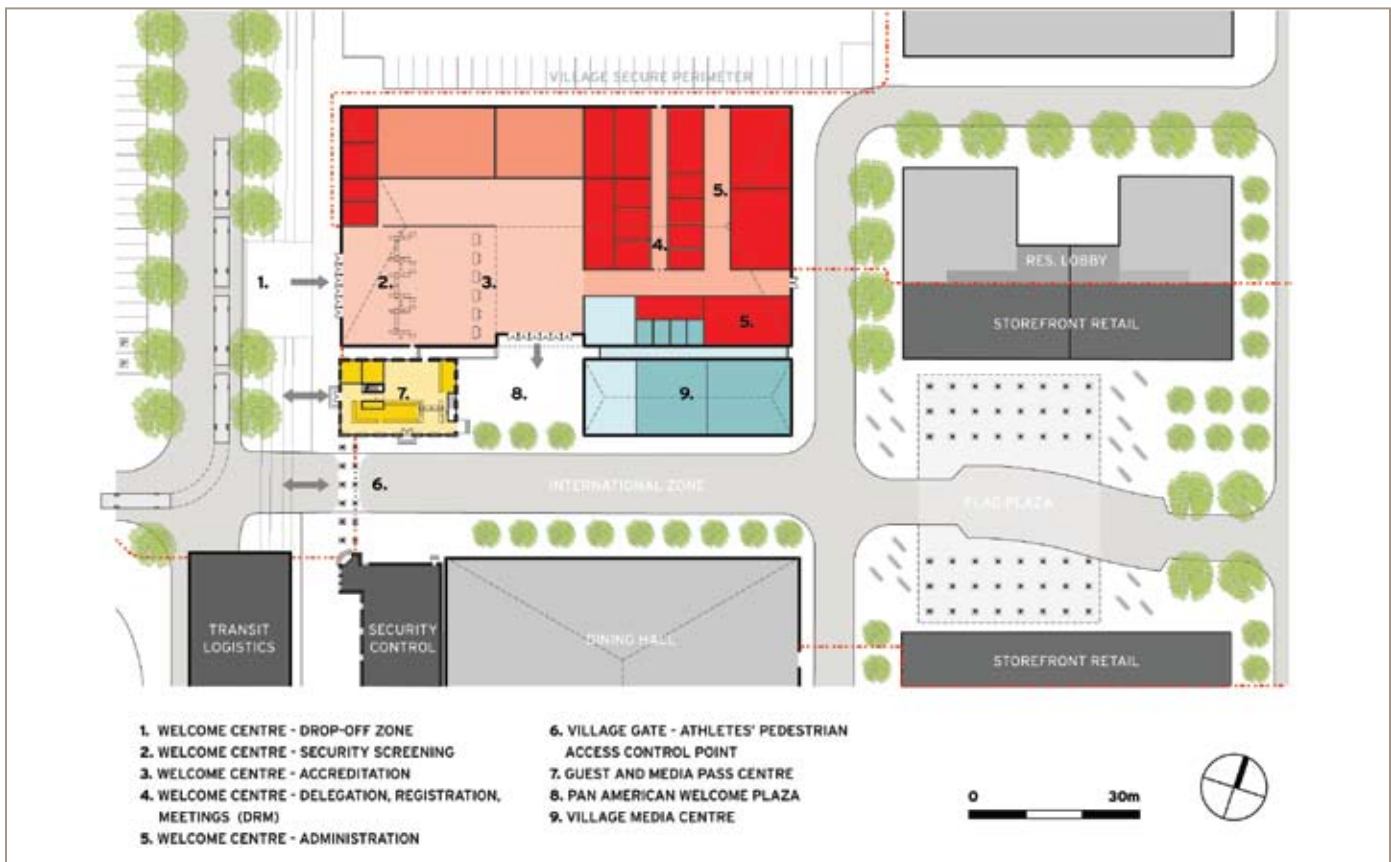 VILLAGE SECURE PERIMETER
5.
4.
1.
2.
3.
RES. LOBBY
5.
STOREFRONT RETAIL
7.
8.
9.
6.
INTERNATIONAL ZONE
FLAG PLAZA
TRANSIT
LOGISTICS
SECURITY
CONTROL
DINING HALL
STOREFRONT RETAIL
1. WELCOME CENTRE - DROP-OFF ZONE
2. WELCOME CENTRE - SECURITY SCREENING
3. WELCOME CENTRE - ACCREDITATION
4. WELCOME CENTRE - DELEGATION, REGISTRATION,
MEETINGS (DRM)
5. WELCOME CENTRE - ADMINISTRATION
6. VILLAGE GATE - ATHLETES' PEDESTRIAN
ACCESS CONTROL POINT
7. GUEST AND MEDIA PASS CENTRE
8. PAN AMERICAN WELCOME PLAZA
9. VILLAGE MEDIA CENTRE
0 30m